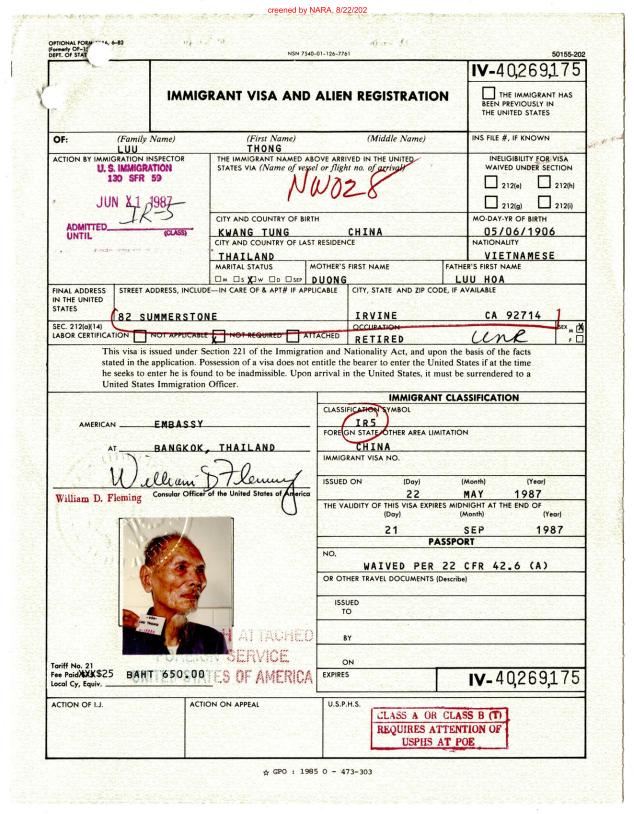 creened by NARA, 8/22/202
OPTIONAL FORM 6-82
(Formerly OF-
DEPT. OF STAT
NSN 7540-01-126-7761
50155-202
IMMIGRANT VISA AND ALIEN REGISTRATION
IV-40,269,175
THE IMMIGRANT HAS
BEEN PREVIOUSLY IN
THE UNITED STATES
OF: (Family Name) (First Name) (Middle Name)
LUU THONG
INS FILE #, IF KNOWN
ACTION BY IMMIGRATION INSPECTOR
U.S. IMMIGRATION
130 SFR 59
JUN 11 1987
IR-5
ADMITTED
UNTIL (CLASS)
THE IMMIGRANT NAMED ABOVE ARRIVED IN THE UNITED
STATES VIA (Name of vessel or flight no. of arrival)
NW028
INELIGIBILITY FOR VISA
WAIVED UNDER SECTION
212(e) 212(h)
212(g) 212(i)
CITY AND COUNTRY OF BIRTH
KWANG TUNG CHINA
MO-DAY-YR OF BIRTH
05/06/1906
CITY AND COUNTRY OF LAST RESIDENCE
THAILAND
NATIONALITY
VIETNAMESE
MARITAL STATUS
M S X W D SEP
MOTHER'S FIRST NAME
DUONG
FATHER'S FIRST NAME
LUU HOA
FINAL ADDRESS
IN THE UNITED
STATES
STREET ADDRESS, INCLUDE—IN CARE OF & APT# IF APPLICABLE
82 SUMMERSTONE
CITY, STATE AND ZIP CODE, IF AVAILABLE
IRVINE CA 92714
SEC. 212(a)(14)
LABOR CERTIFICATION NOT APPLICABLE X NOT REQUIRED ATTACHED
OCCUPATION
RETIRED
UNR
SEX M X
F
This visa is issued under Section 221 of the Immigration and Nationality Act, and upon the basis of the facts
stated in the application. Possession of a visa does not entitle the bearer to enter the United States if at the time
he seeks to enter he is found to be inadmissible. Upon arrival in the United States, it must be surrendered to a
United States Immigration Officer.
AMERICAN EMBASSY
AT BANGKOK, THAILAND
William D Fleming
William D. Fleming
Consular Officer of the United States of America
IMMIGRANT CLASSIFICATION
CLASSIFICATION SYMBOL
IR5
FOREIGN STATE/OTHER AREA LIMITATION
CHINA
IMMIGRANT VISA NO.
ISSUED ON (Day) (Month) (Year)
22 MAY 1987
THE VALIDITY OF THIS VISA EXPIRES MIDNIGHT AT THE END OF
(Day) (Month) (Year)
21 SEP 1987
PASSPORT
NO.
WAIVED PER 22 CFR 42.6 (A)
OR OTHER TRAVEL DOCUMENTS (Describe)
ISSUED
TO
BY
ON
EXPIRES
IV-40,269,175
H ATTACHED
FOREIGN SERVICE
UNITED STATES OF AMERICA
Tariff No. 21
Fee Paid XXX$25
Local Cy, Equiv. BAHT 650.00
ACTION OF I.J.
ACTION ON APPEAL
U.S.P.H.S.
CLASS A OR CLASS B (T)
REQUIRES ATTENTION OF
USPHS AT POE
☆ GPO : 1985 O - 473-303